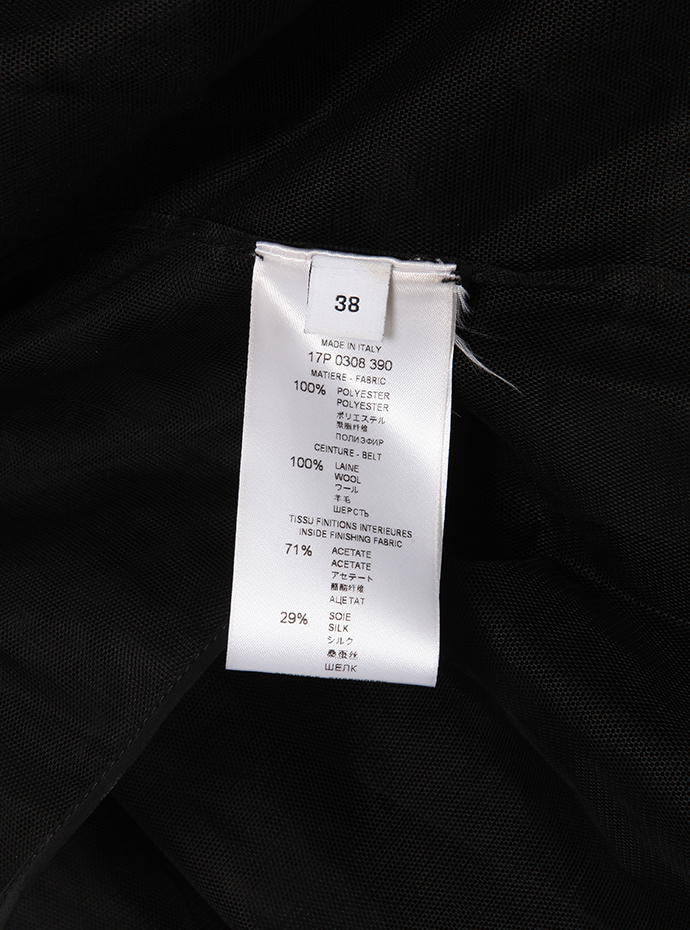 38
MADE IN ITALY
17P 0308 390
MATIERE - FABRIC
100% POLYESTER
POLYESTER
ポリエステル
聚酯纤维
ПОЛИЭФИР
CEINTURE - BELT
100% LAINE
WOOL
ウール
羊毛
ШЕРСТЬ
TISSU FINITIONS INTERIEURES
INSIDE FINISHING FABRIC
71% ACETATE
ACETATE
アセテート
醋酯纤维
АЦЕТАТ
29% SOIE
SILK
シルク
桑蚕丝
ШЕЛК